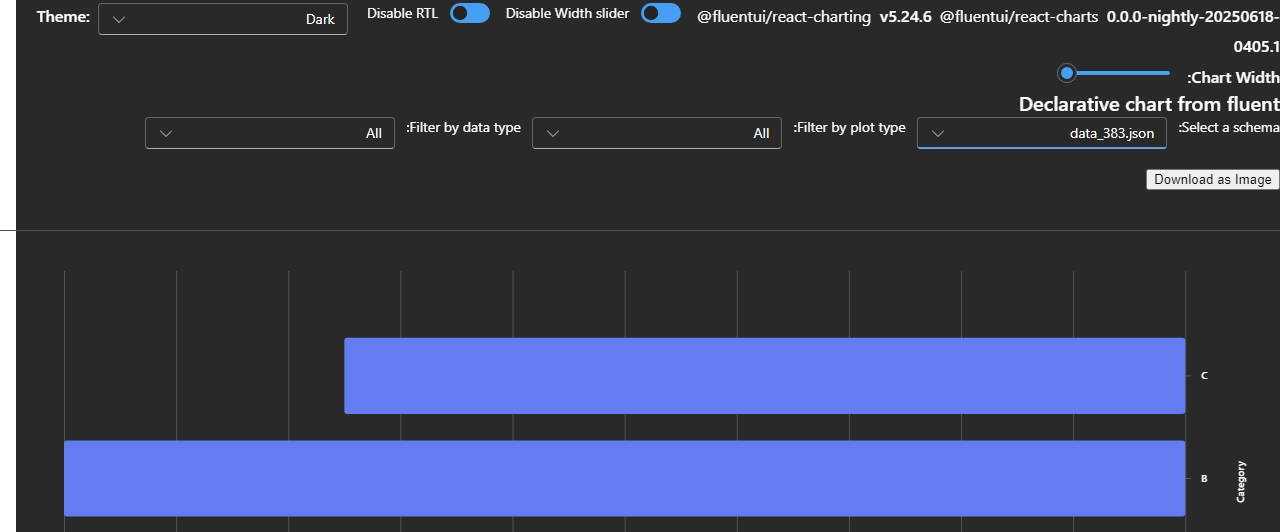 Theme: Dark Disable RTL Disable Width slider @fluentui/react-charting v5.24.6 @fluentui/react-charts 0.0.0-nightly-20250618-
0405.1
:Chart Width
Declarative chart from fluent
:Select a schema data_383.json :Filter by plot type All :Filter by data type All
Download as Image
C
B
Category